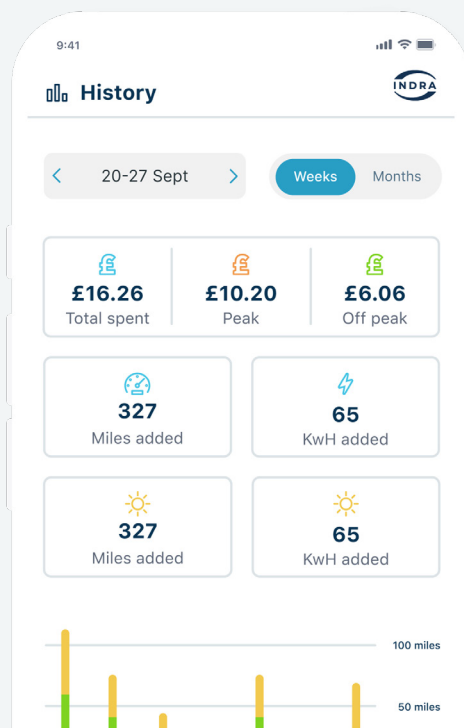 9:41
History
INDRA
20-27 Sept
Weeks
Months
£16.26
Total spent
£10.20
Peak
£6.06
Off peak
327
Miles added
65
KwH added
327
Miles added
65
KwH added
100 miles
50 miles